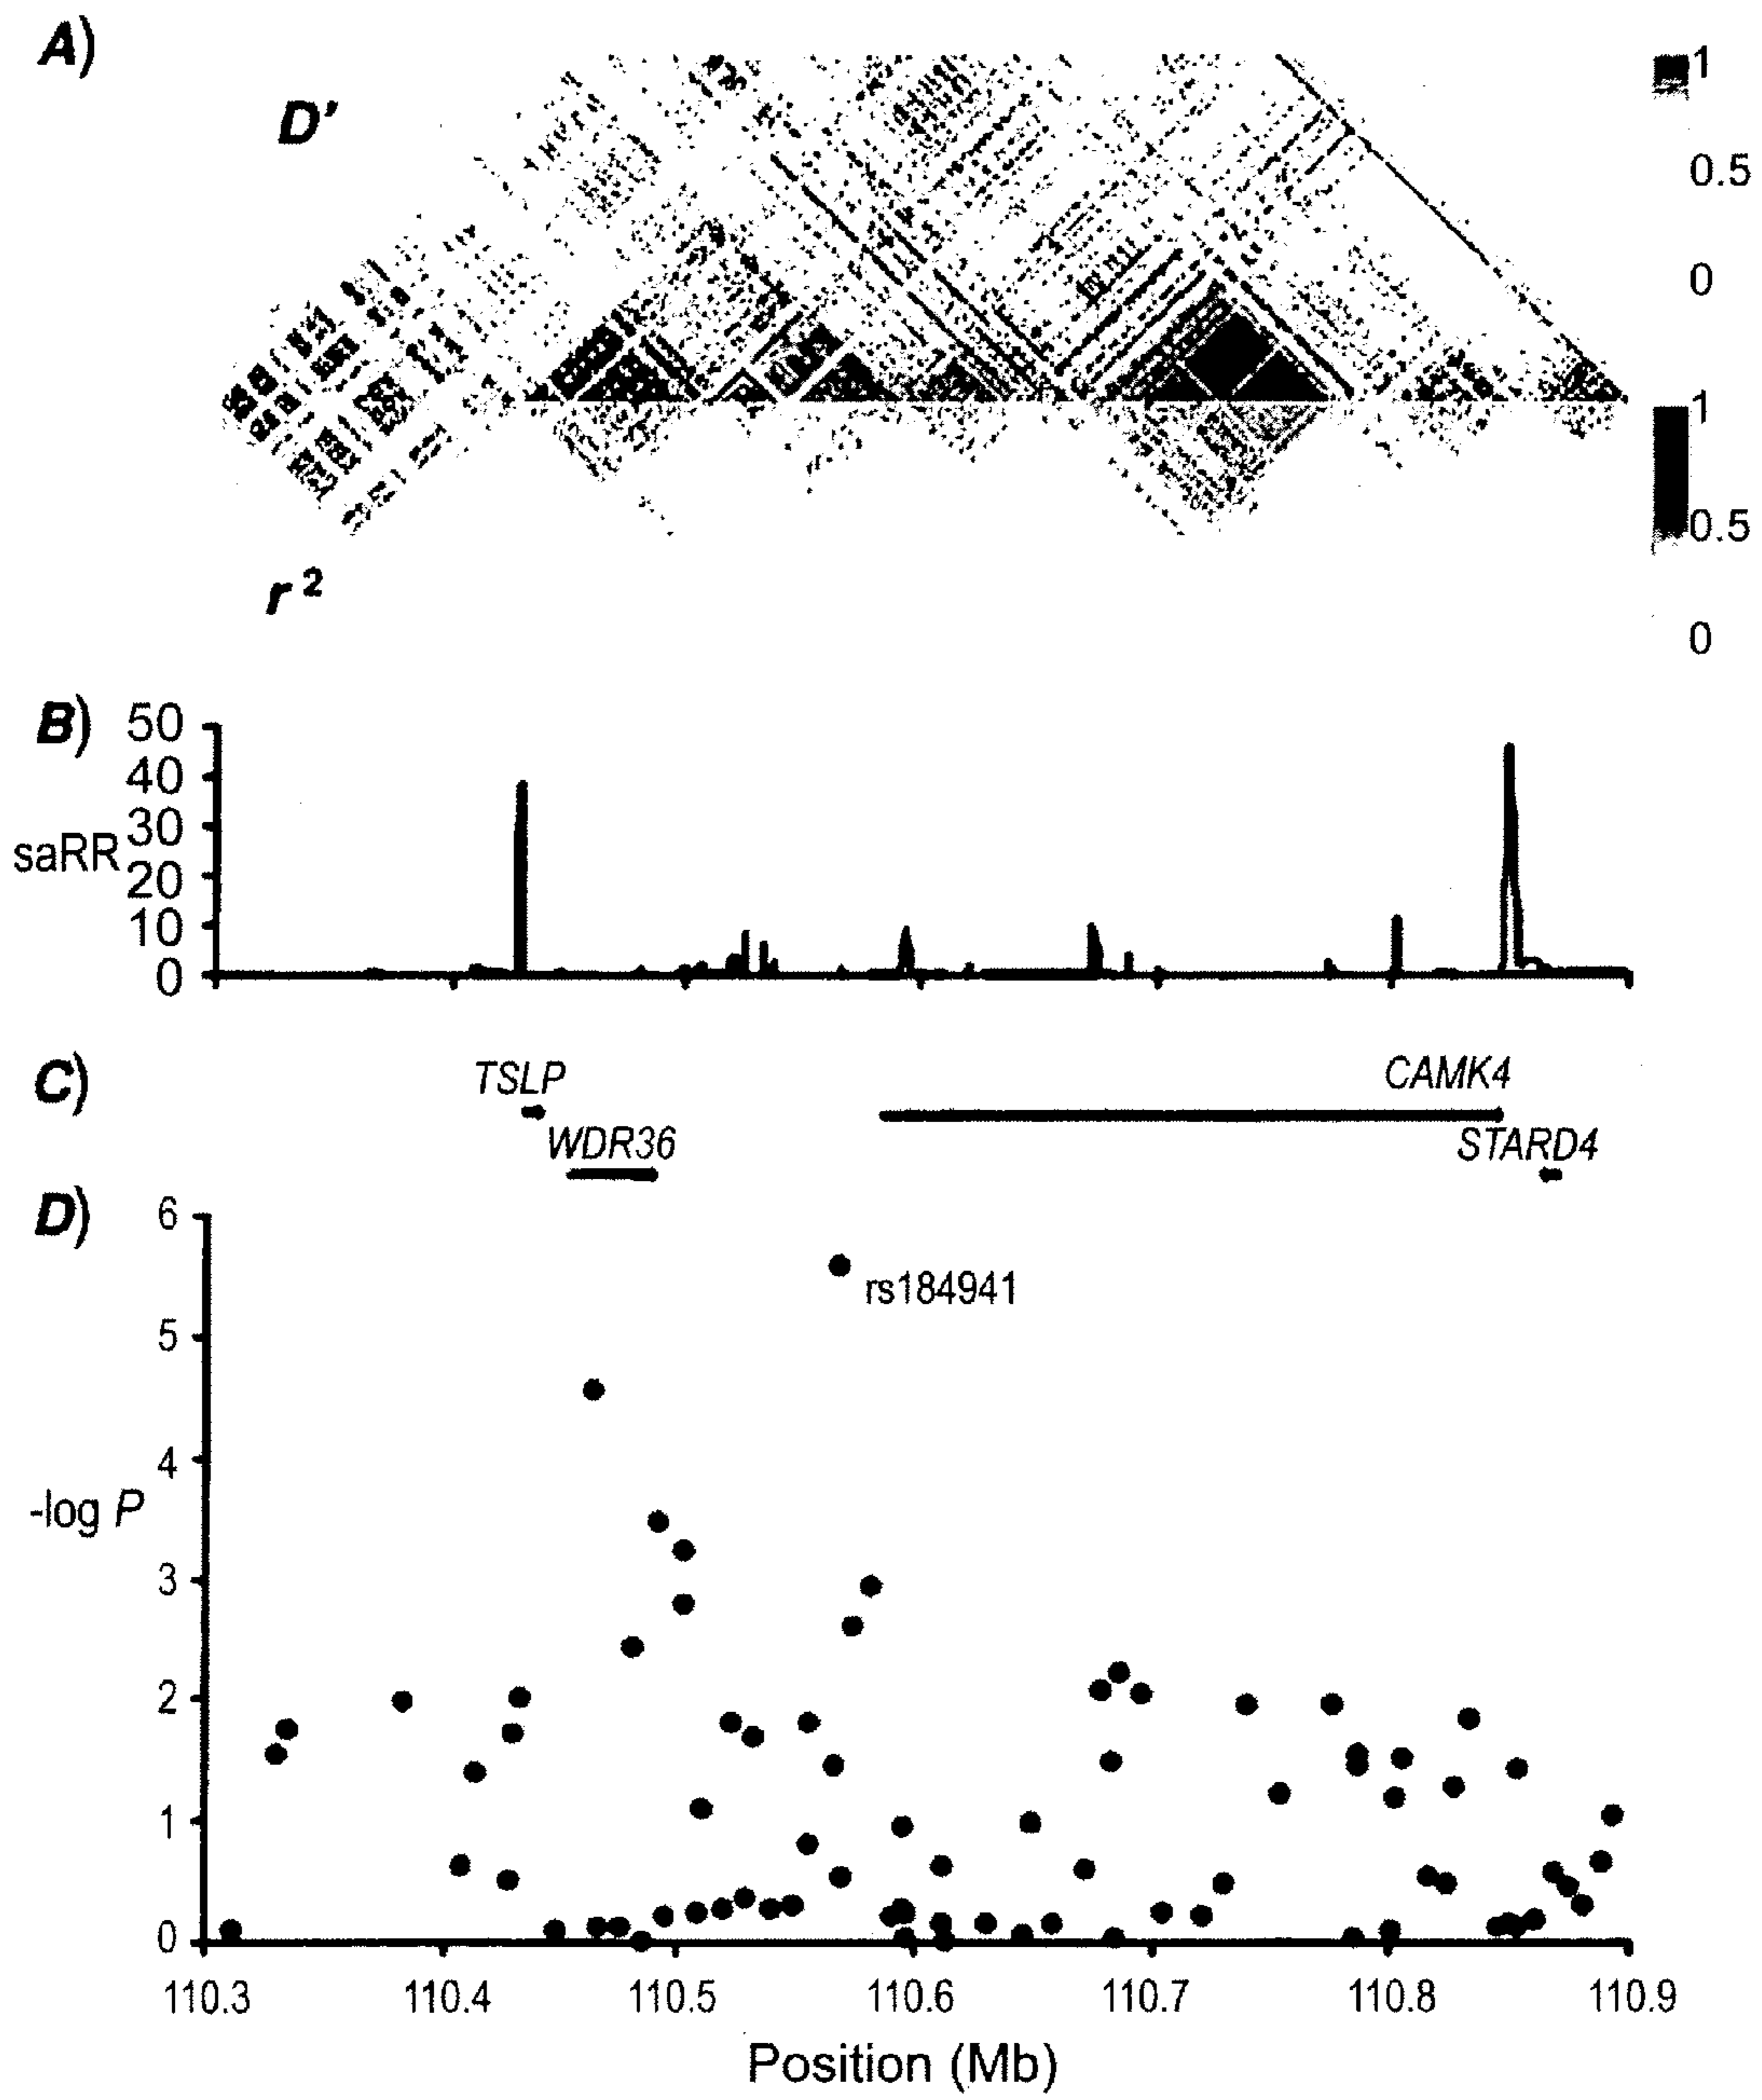 A)
D'
1
0.5
0
1
0.5
0
r 2
B)
50
40
30
20
10
0
saRR
C)
TSLP
CAMK4
WDR36
STARD4
D)
6
5
4
3
2
1
0
rs184941
-log P
110.3 110.4 110.5 110.6 110.7 110.8 110.9
Position (Mb)